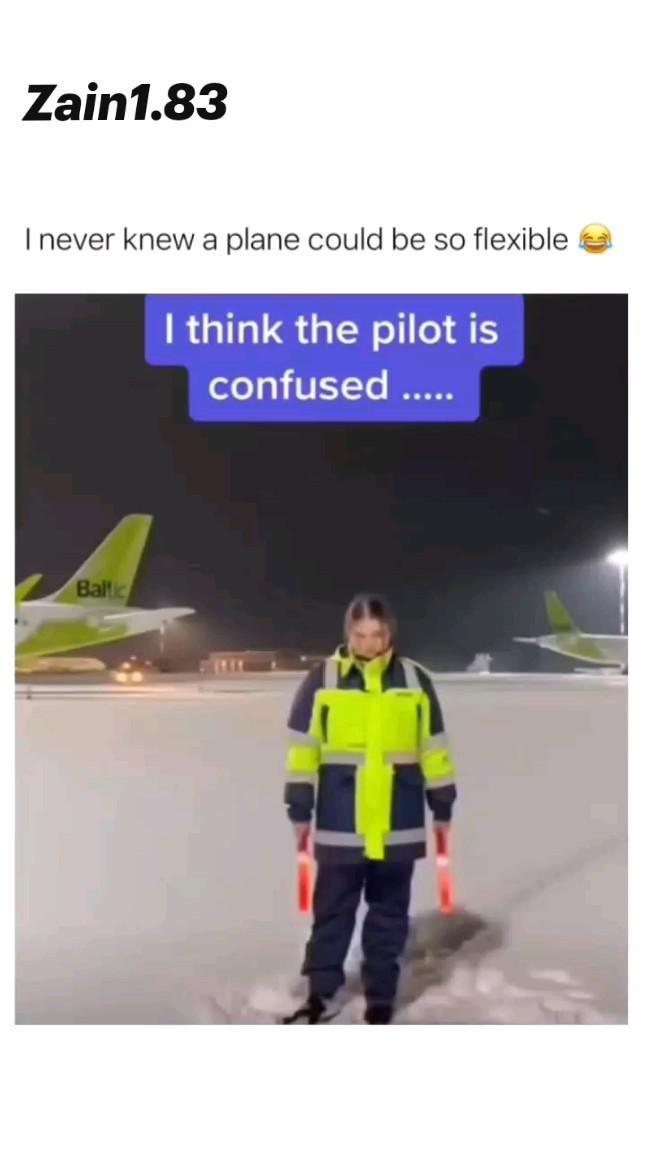 Zain1.83
I never knew a plane could be so flexible 😂
I think the pilot is
confused .....
Baltic